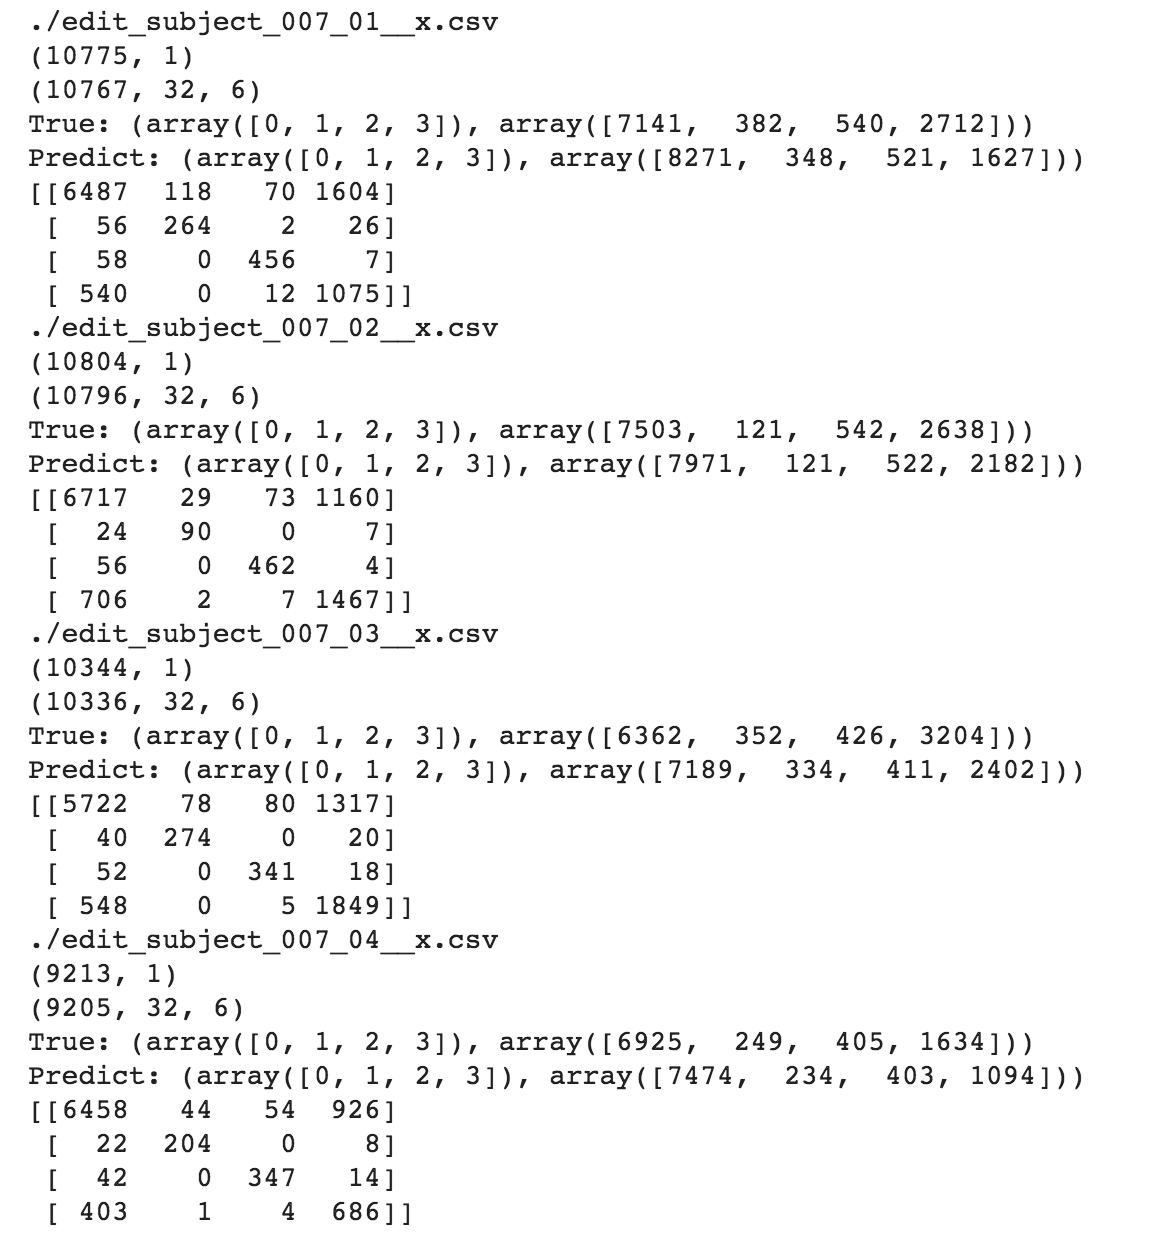 ./edit_subject_007_01__x.csv
(10775, 1)
(10767, 32, 6)
True: (array([0, 1, 2, 3]), array([7141,  382,  540, 2712]))
Predict: (array([0, 1, 2, 3]), array([8271,  348,  521, 1627]))
[[6487  118   70 1604]
 [  56  264    2   26]
 [  58    0  456    7]
 [ 540    0   12 1075]]
./edit_subject_007_02__x.csv
(10804, 1)
(10796, 32, 6)
True: (array([0, 1, 2, 3]), array([7503,  121,  542, 2638]))
Predict: (array([0, 1, 2, 3]), array([7971,  121,  522, 2182]))
[[6717   29   73 1160]
 [  24   90    0    7]
 [  56    0  462    4]
 [ 706    2    7 1467]]
./edit_subject_007_03__x.csv
(10344, 1)
(10336, 32, 6)
True: (array([0, 1, 2, 3]), array([6362,  352,  426, 3204]))
Predict: (array([0, 1, 2, 3]), array([7189,  334,  411, 2402]))
[[5722   78   80 1317]
 [  40  274    0   20]
 [  52    0  341   18]
 [ 548    0    5 1849]]
./edit_subject_007_04__x.csv
(9213, 1)
(9205, 32, 6)
True: (array([0, 1, 2, 3]), array([6925,  249,  405, 1634]))
Predict: (array([0, 1, 2, 3]), array([7474,  234,  403, 1094]))
[[6458   44   54  926]
 [  22  204    0    8]
 [  42    0  347   14]
 [ 403    1    4  686]]